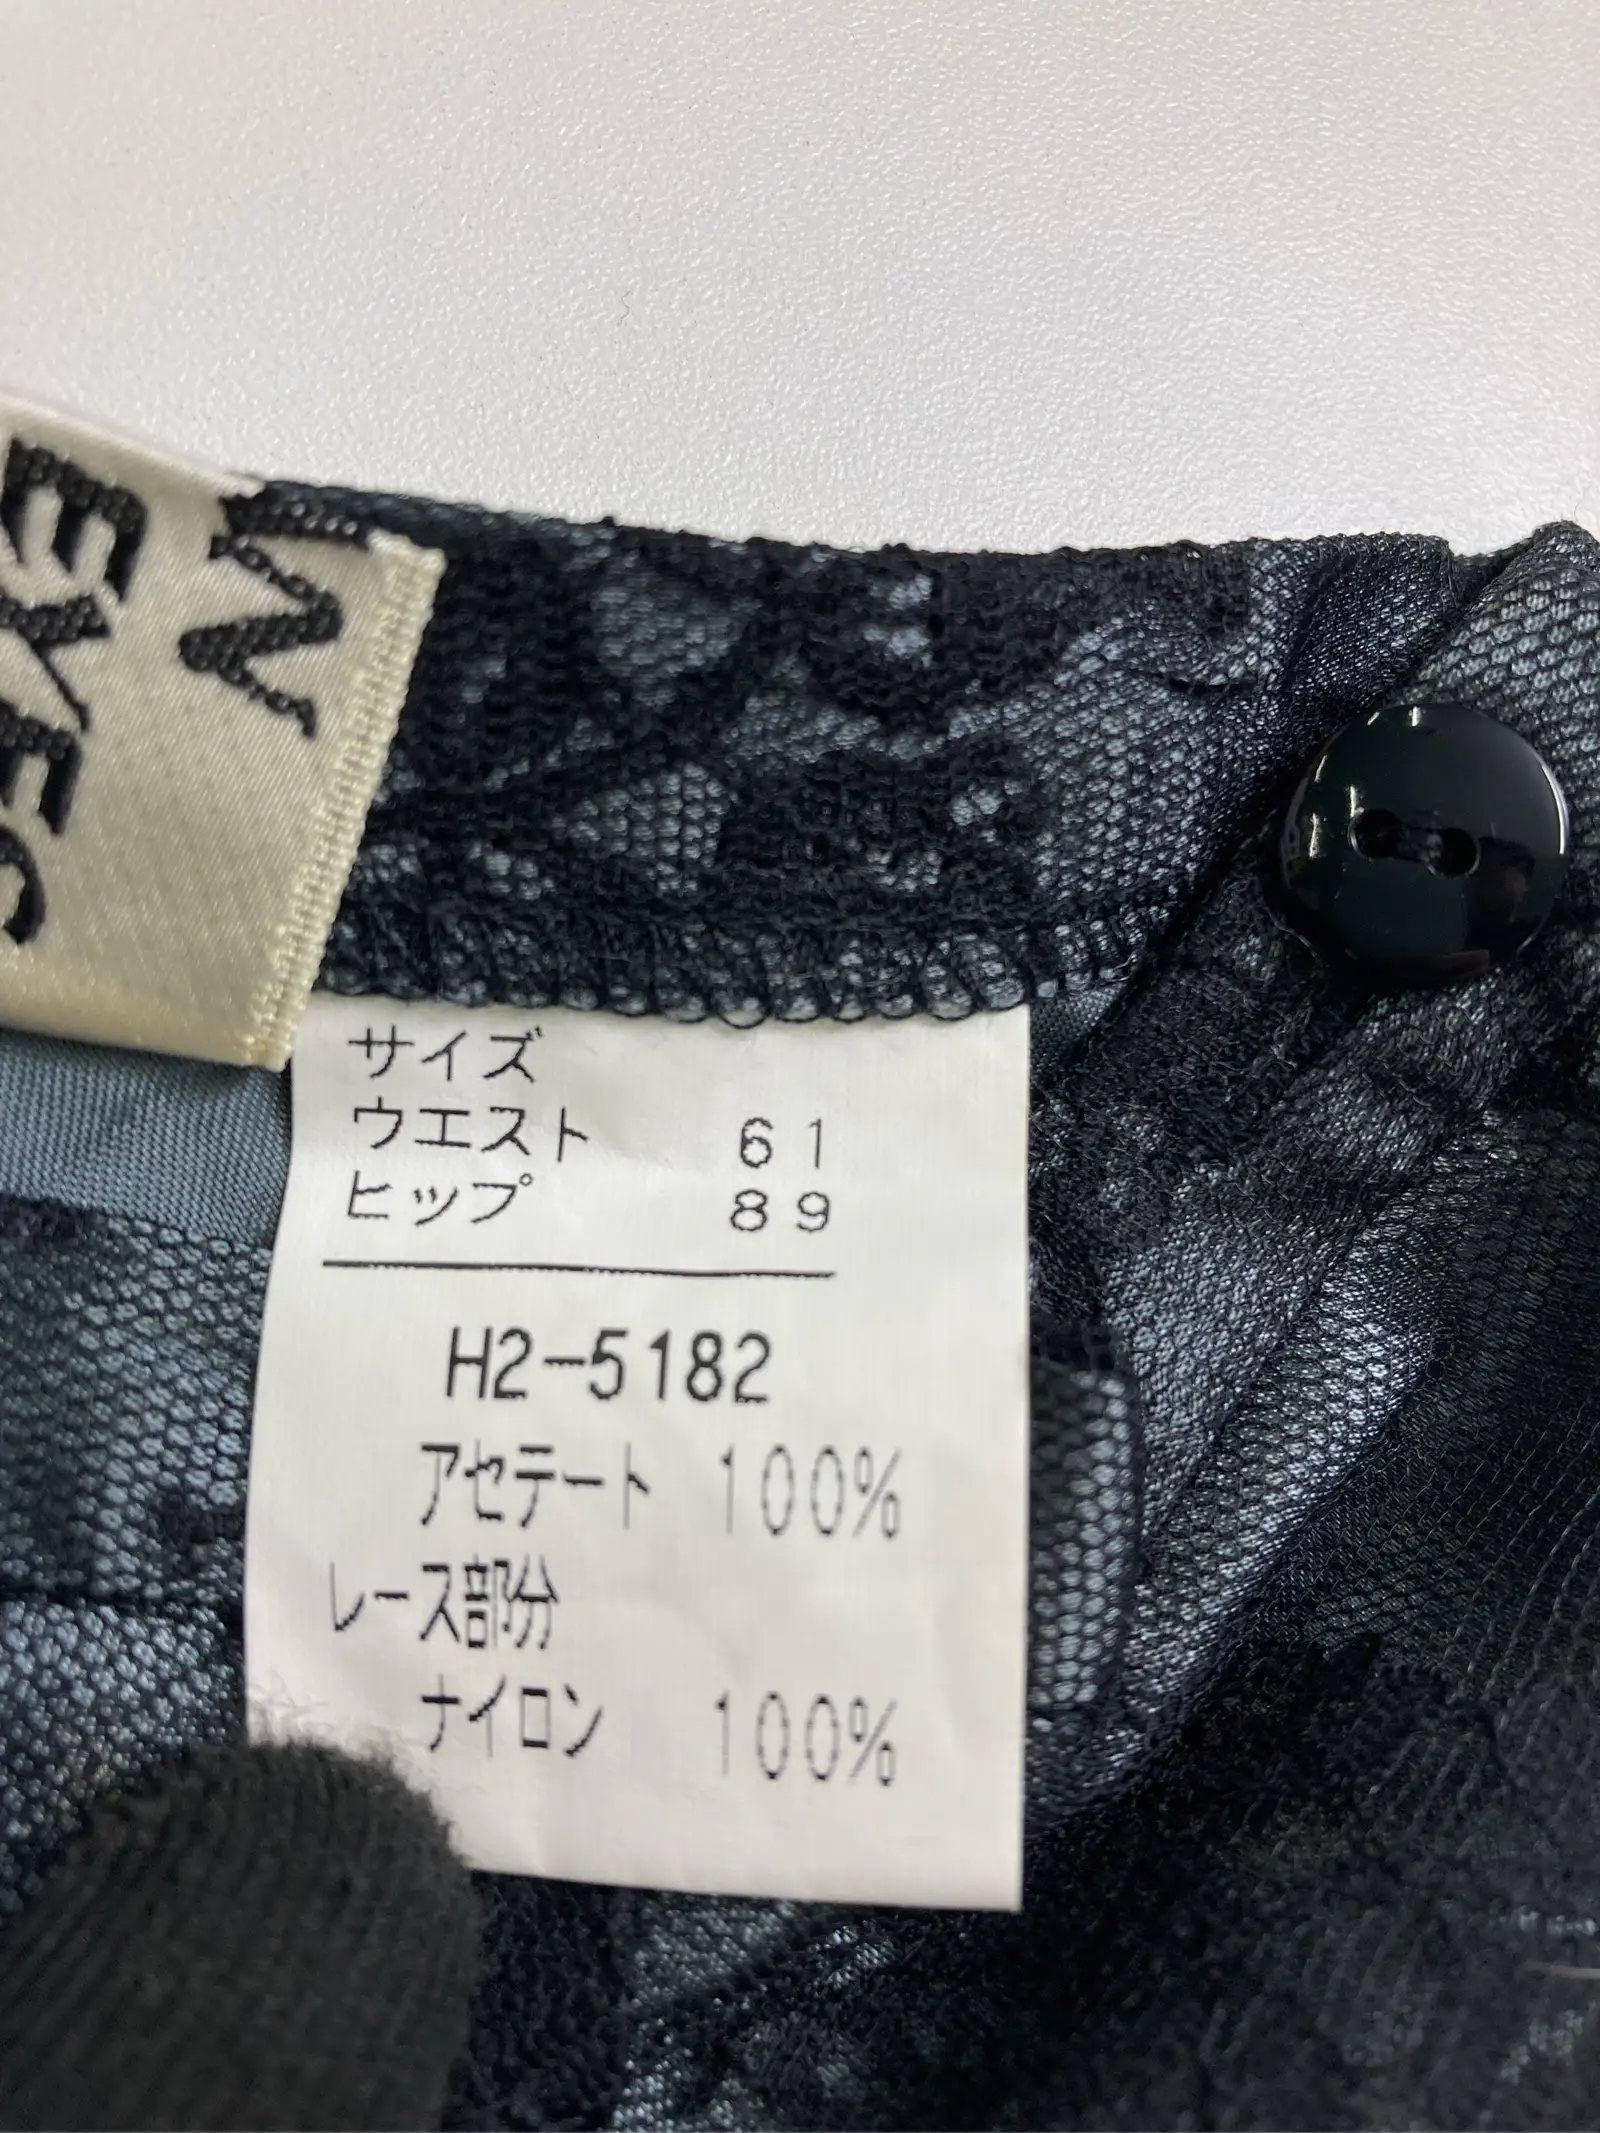 サイズ
ウエスト 61
ヒップ 89
H2-5182
アセテート 100%
レース部分
ナイロン 100%